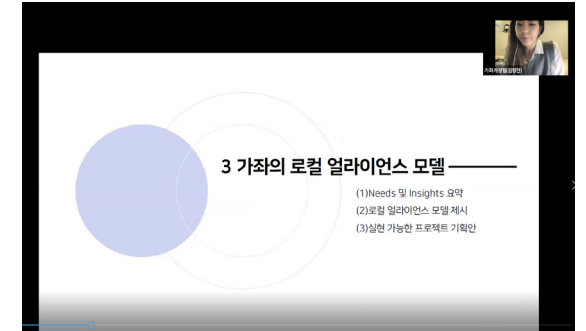 3 가좌의 로컬 얼라이언스 모델
(1)Needs 및 Insights 요약
(2)로컬 얼라이언스 모델 제시
(3)실현 가능한 프로젝트 기획안